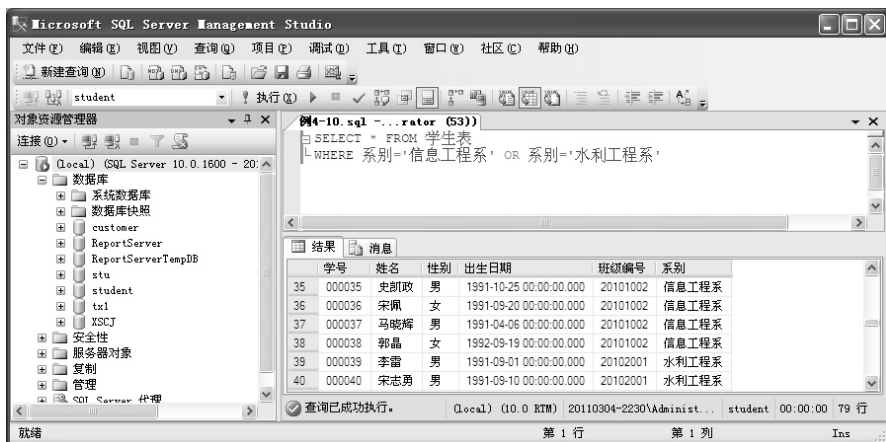 Microsoft SQL Server Management Studio
文件(F) 编辑(E) 视图(V) 查询(Q) 项目(P) 调试(D) 工具(T) 窗口(W) 社区(C) 帮助(H)
新建查询(N)
student 执行(X)
对象资源管理器
连接(O)
(local) (SQL Server 10.0.1600 - 20:
数据库
系统数据库
数据库快照
customer
ReportServer
ReportServerTempDB
stu
student
tx1
XSCJ
安全性
服务器对象
复制
管理
SQL Server 代理
例4-10.sql -...rator (53))
SELECT * FROM 学生表
WHERE 系别='信息工程系' OR 系别='水利工程系'
结果 消息
学号 姓名 性别 出生日期 班级编号 系别
35 000035 史凯政 男 1991-10-25 00:00:00.000 20101002 信息工程系
36 000036 宋佩 女 1991-09-20 00:00:00.000 20101002 信息工程系
37 000037 马晓辉 男 1991-04-06 00:00:00.000 20101002 信息工程系
38 000038 郭晶 女 1992-09-19 00:00:00.000 20101002 信息工程系
39 000039 李雷 男 1991-09-01 00:00:00.000 20102001 水利工程系
40 000040 宋志勇 男 1991-09-10 00:00:00.000 20102001 水利工程系
查询已成功执行。 (local) (10.0 RTM) 20110304-2230\Administ... student 00:00:00 79 行
就绪 第 1 行 第 1 列 Ins